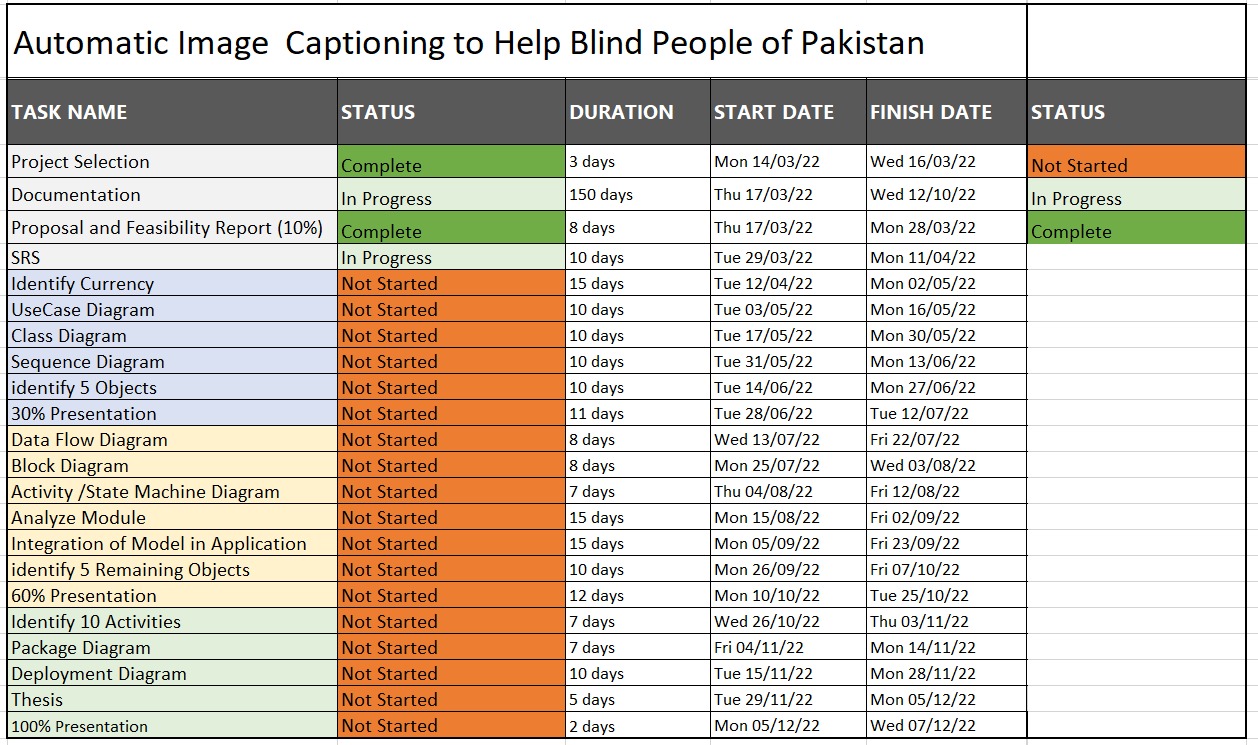 Automatic Image  Captioning to Help Blind People of Pakistan
TASK NAME STATUS DURATION START DATE FINISH DATE STATUS
Project Selection Complete 3 days Mon 14/03/22 Wed 16/03/22 Not Started
Documentation In Progress 150 days Thu 17/03/22 Wed 12/10/22 In Progress
Proposal and Feasibility Report (10%) Complete 8 days Thu 17/03/22 Mon 28/03/22 Complete
SRS In Progress 10 days Tue 29/03/22 Mon 11/04/22
Identify Currency Not Started 15 days Tue 12/04/22 Mon 02/05/22
UseCase Diagram Not Started 10 days Tue 03/05/22 Mon 16/05/22
Class Diagram Not Started 10 days Tue 17/05/22 Mon 30/05/22
Sequence Diagram Not Started 10 days Tue 31/05/22 Mon 13/06/22
identify 5 Objects Not Started 10 days Tue 14/06/22 Mon 27/06/22
30% Presentation Not Started 11 days Tue 28/06/22 Tue 12/07/22
Data Flow Diagram Not Started 8 days Wed 13/07/22 Fri 22/07/22
Block Diagram Not Started 8 days Mon 25/07/22 Wed 03/08/22
Activity /State Machine Diagram Not Started 7 days Thu 04/08/22 Fri 12/08/22
Analyze Module Not Started 15 days Mon 15/08/22 Fri 02/09/22
Integration of Model in Application Not Started 15 days Mon 05/09/22 Fri 23/09/22
identify 5 Remaining Objects Not Started 10 days Mon 26/09/22 Fri 07/10/22
60% Presentation Not Started 12 days Mon 10/10/22 Tue 25/10/22
Identify 10 Activities Not Started 7 days Wed 26/10/22 Thu 03/11/22
Package Diagram Not Started 7 days Fri 04/11/22 Mon 14/11/22
Deployment Diagram Not Started 10 days Tue 15/11/22 Mon 28/11/22
Thesis Not Started 5 days Tue 29/11/22 Mon 05/12/22
100% Presentation Not Started 2 days Mon 05/12/22 Wed 07/12/22